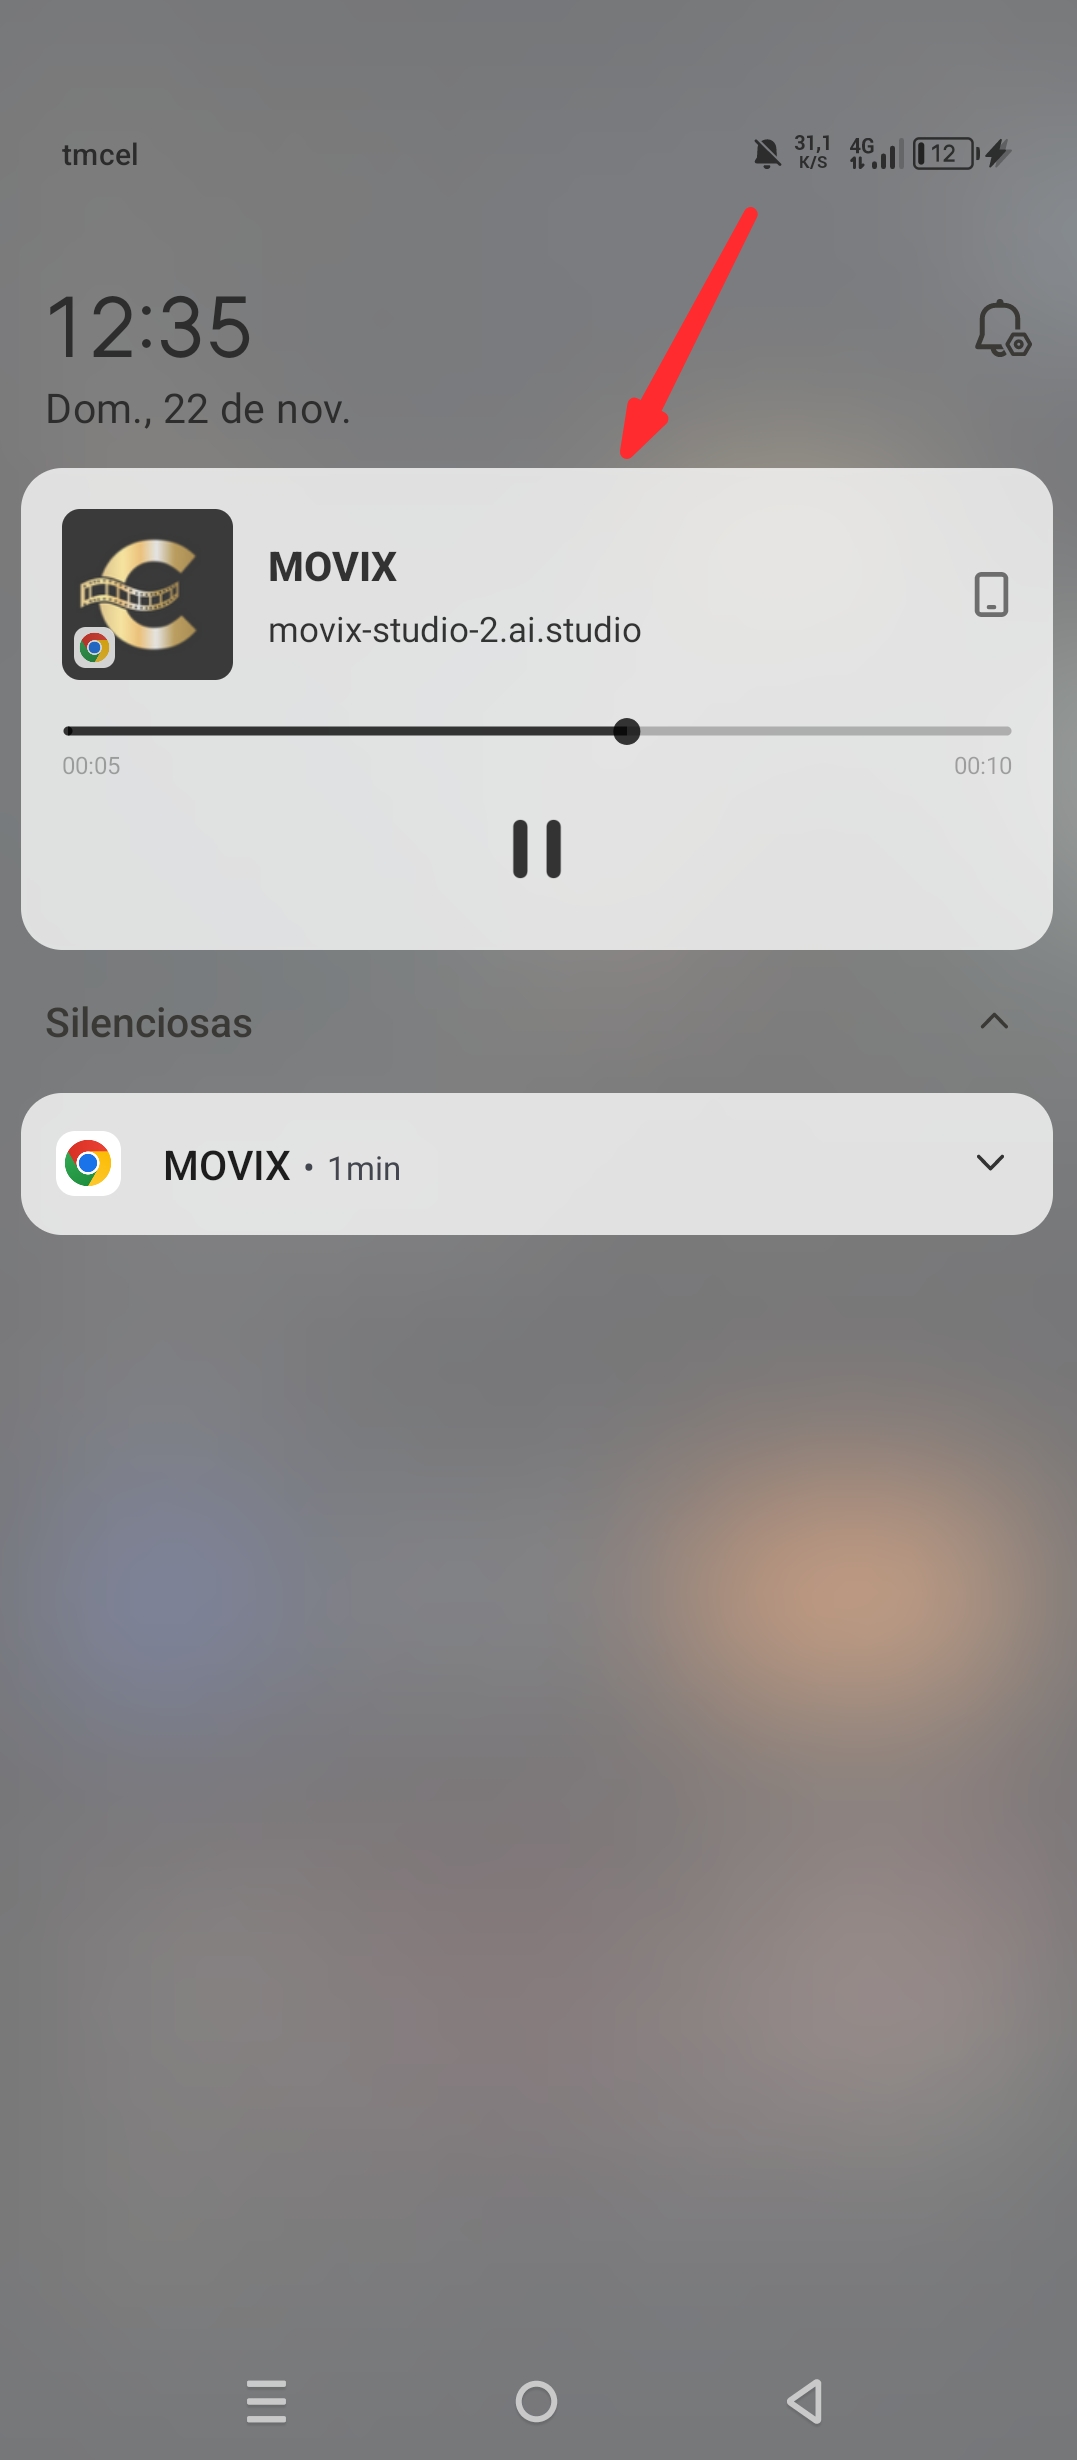 tmcel
31,1
K/S
4G
12
12:35
Dom., 22 de nov.
MOVIX
movix-studio-2.ai.studio
00:05
00:10
Silenciosas
MOVIX • 1min